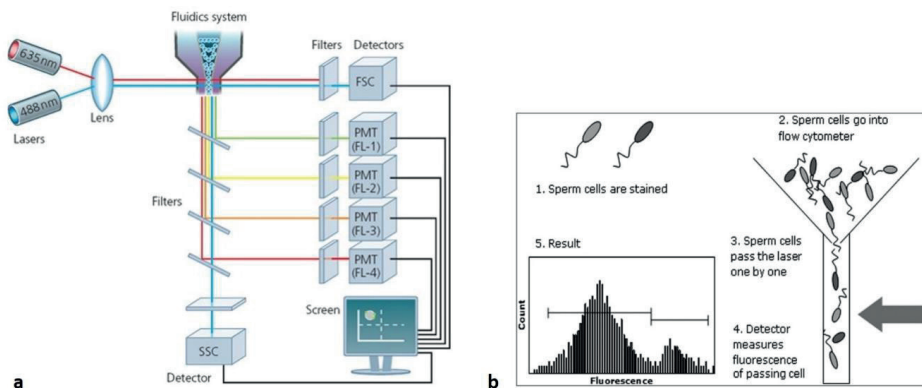 Fluidics system
635nm
488nm
Lasers
Lens
Filters
Detectors
FSC
PMT
(FL-1)
PMT
(FL-2)
PMT
(FL-3)
PMT
(FL-4)
Filters
Screen
SSC
Detector
a
1. Sperm cells are stained
2. Sperm cells go into
flow cytometer
3. Sperm cells
pass the laser
one by one
4. Detector
measures
fluorescence
of passing cell
5. Result
Count
Fluorescence
b